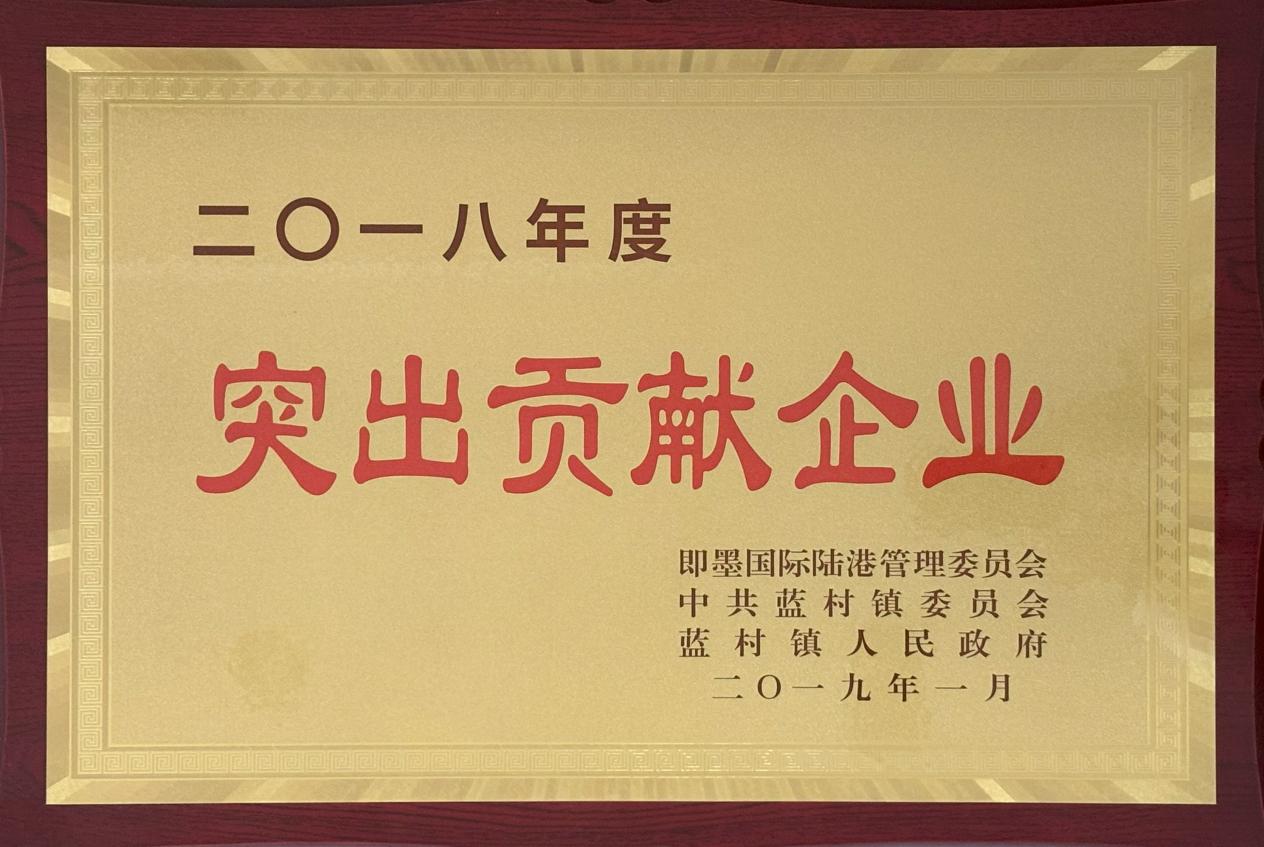 二〇一八年度
突出贡献企业
即墨国际陆港管理委员会
中共蓝村镇委员会
蓝村镇人民政府
二〇一九年一月